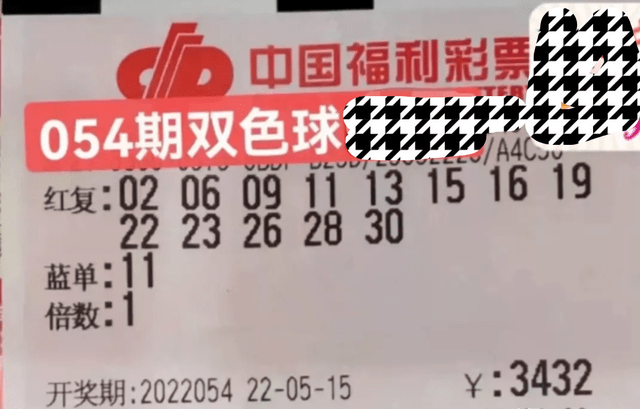 中国福利彩票
054期双色球
/A4C50
红复:02 06 09 11 13 15 16 19
22 23 26 28 30
蓝单:11
倍数:1
开奖期:2022054 22-05-15 ¥:3432